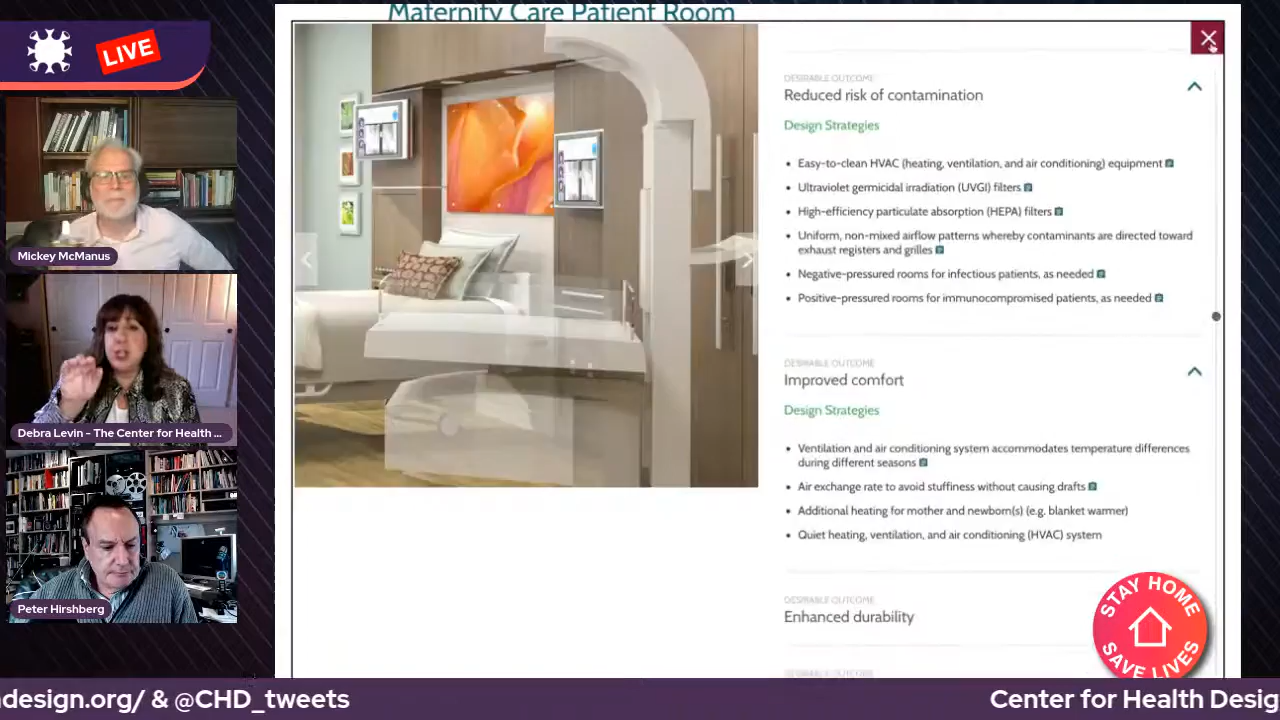 LIVE
Mickey McManus
Debra Levin - The Center for Health ...
Peter Hirshberg
Maternity Care Patient Room
DESIRABLE OUTCOME
Reduced risk of contamination
Design Strategies
• Easy-to-clean HVAC (heating, ventilation, and air conditioning) equipment
• Ultraviolet germicidal irradiation (UVGI) filters
• High-efficiency particulate absorption (HEPA) filters
• Uniform, non-mixed airflow patterns whereby contaminants are directed toward
exhaust registers and grilles
• Negative-pressured rooms for infectious patients, as needed
• Positive-pressured rooms for immunocompromised patients, as needed
DESIRABLE OUTCOME
Improved comfort
Design Strategies
• Ventilation and air conditioning system accommodates temperature differences
during different seasons
• Air exchange rate to avoid stuffiness without causing drafts
• Additional heating for mother and newborn(s) (e.g. blanket warmer)
• Quiet heating, ventilation, and air conditioning (HVAC) system
DESIRABLE OUTCOME
Enhanced durability
DESIRABLE OUTCOME
STAY HOME
SAVE LIVES
design.org/ & @CHD_tweets
Center for Health Desig